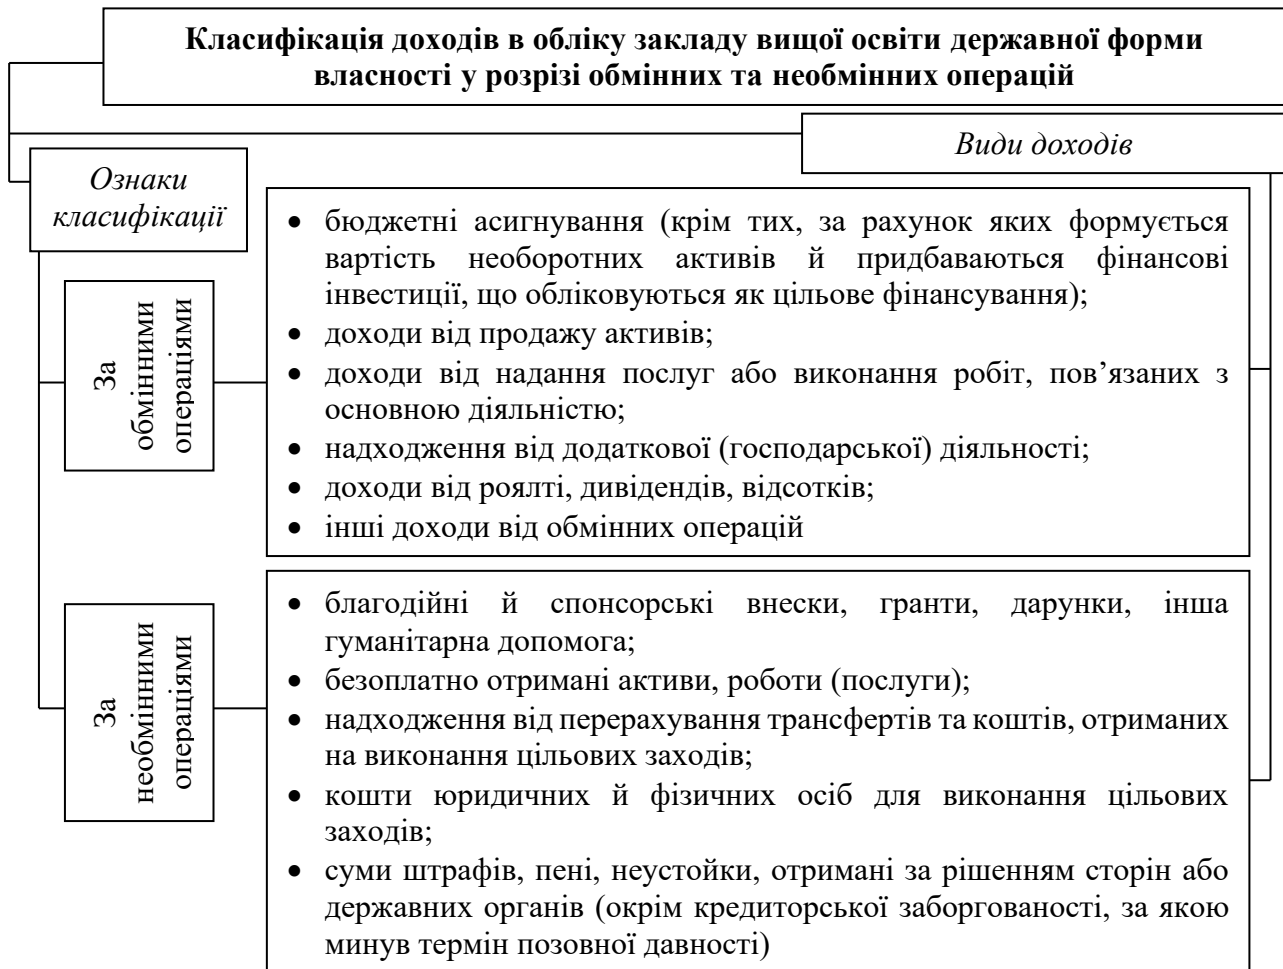 Класифікація доходів в обліку закладу вищої освіти державної форми
власності у розрізі обмінних та необмінних операцій
Види доходів
Ознаки
класифікації
За
обмінними
операціями
• бюджетні асигнування (крім тих, за рахунок яких формується
вартість необоротних активів й придбаваються фінансові
інвестиції, що обліковуються як цільове фінансування);
• доходи від продажу активів;
• доходи від надання послуг або виконання робіт, пов’язаних з
основною діяльністю;
• надходження від додаткової (господарської) діяльності;
• доходи від роялті, дивідендів, відсотків;
• інші доходи від обмінних операцій
За
необмінними
операціями
• благодійні й спонсорські внески, гранти, дарунки, інша
гуманітарна допомога;
• безоплатно отримані активи, роботи (послуги);
• надходження від перерахування трансфертів та коштів, отриманих
на виконання цільових заходів;
• кошти юридичних й фізичних осіб для виконання цільових
заходів;
• суми штрафів, пені, неустойки, отримані за рішенням сторін або
державних органів (окрім кредиторської заборгованості, за якою
минув термін позовної давності)